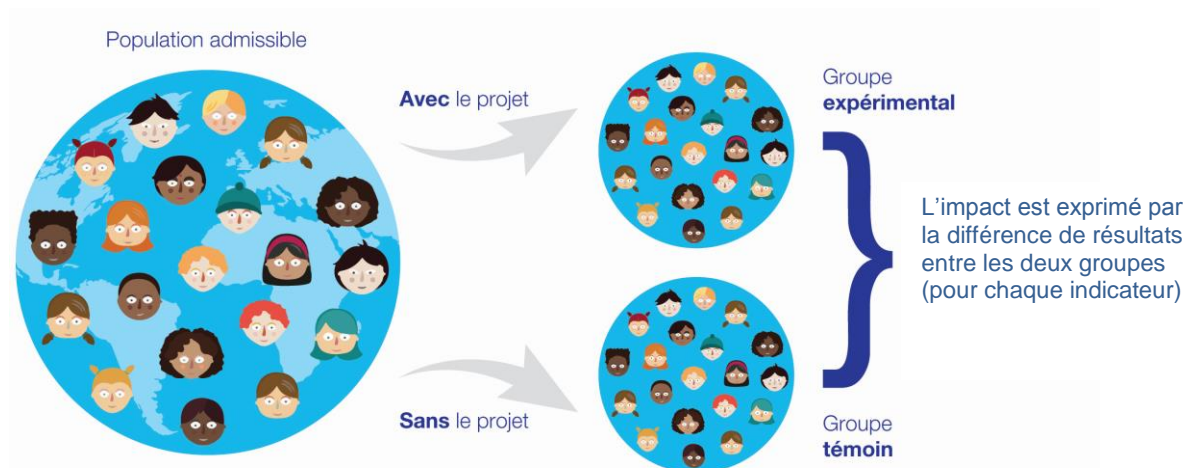 Population admissible
Avec le projet
Groupe
expérimental
L'impact est exprimé par
la différence de résultats
entre les deux groupes
(pour chaque indicateur)
Sans le projet
Groupe
témoin